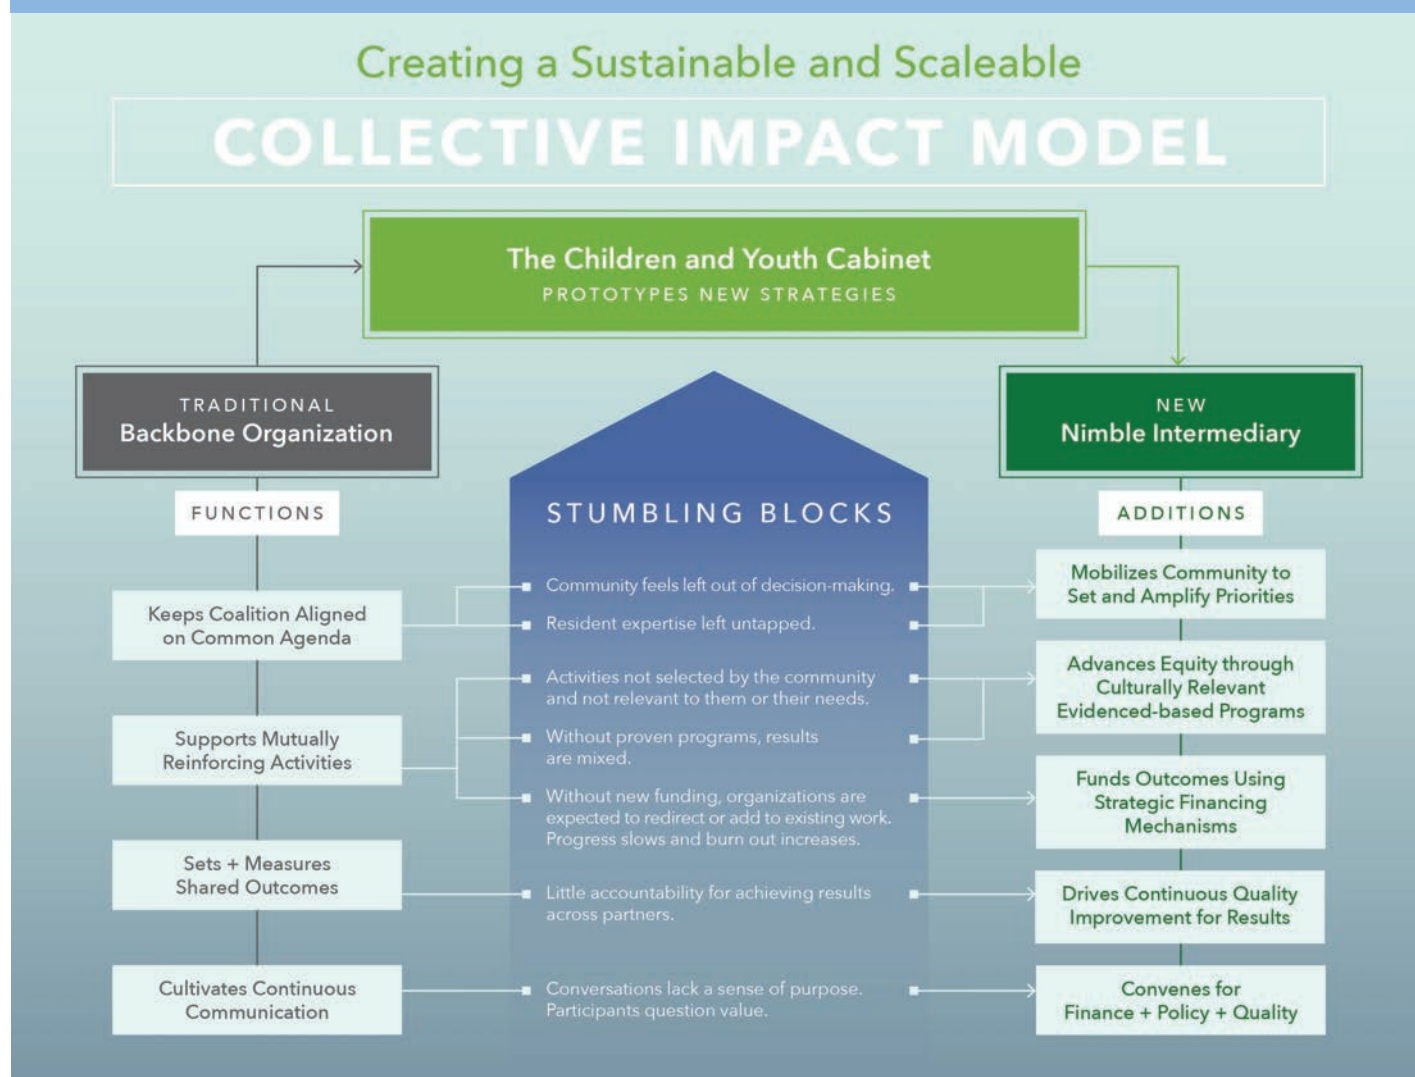 Creating a Sustainable and Scaleable
COLLECTIVE IMPACT MODEL
The Children and Youth Cabinet
PROTOTYPES NEW STRATEGIES
TRADITIONAL
Backbone Organization
FUNCTIONS
Keeps Coalition Aligned
on Common Agenda
Supports Mutually
Reinforcing Activities
Sets + Measures
Shared Outcomes
Cultivates Continuous
Communication
STUMBLING BLOCKS
Community feels left out of decision-making.
Resident expertise left untapped.
Activities not selected by the community
and not relevant to them or their needs.
Without proven programs, results
are mixed.
Without new funding, organizations are
expected to redirect or add to existing work.
Progress slows and burn out increases.
Little accountability for achieving results
across partners.
Conversations lack a sense of purpose.
Participants question value.
NEW
Nimble Intermediary
ADDITIONS
Mobilizes Community to
Set and Amplify Priorities
Advances Equity through
Culturally Relevant
Evidenced-based Programs
Funds Outcomes Using
Strategic Financing
Mechanisms
Drives Continuous Quality
Improvement for Results
Convenes for
Finance + Policy + Quality